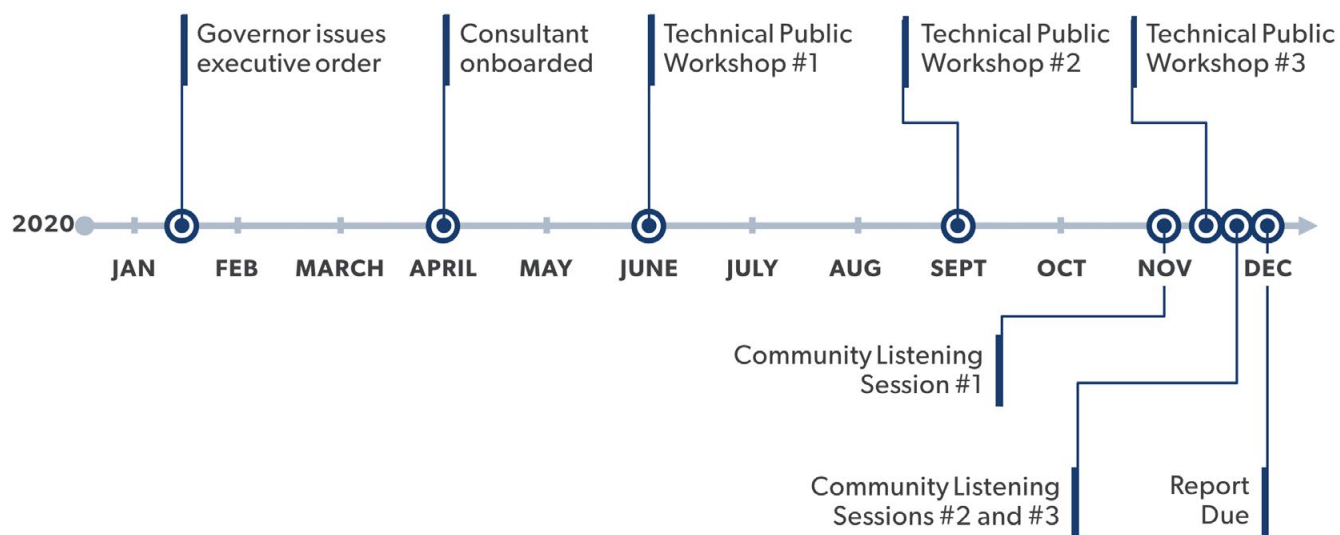 Governor issues
executive order
Consultant
onboarded
Technical Public
Workshop #1
Technical Public
Workshop #2
Technical Public
Workshop #3
2020
JAN
FEB
MARCH
APRIL
MAY
JUNE
JULY
AUG
SEPT
OCT
NOV
DEC
Community Listening
Session #1
Community Listening
Sessions #2 and #3
Report
Due